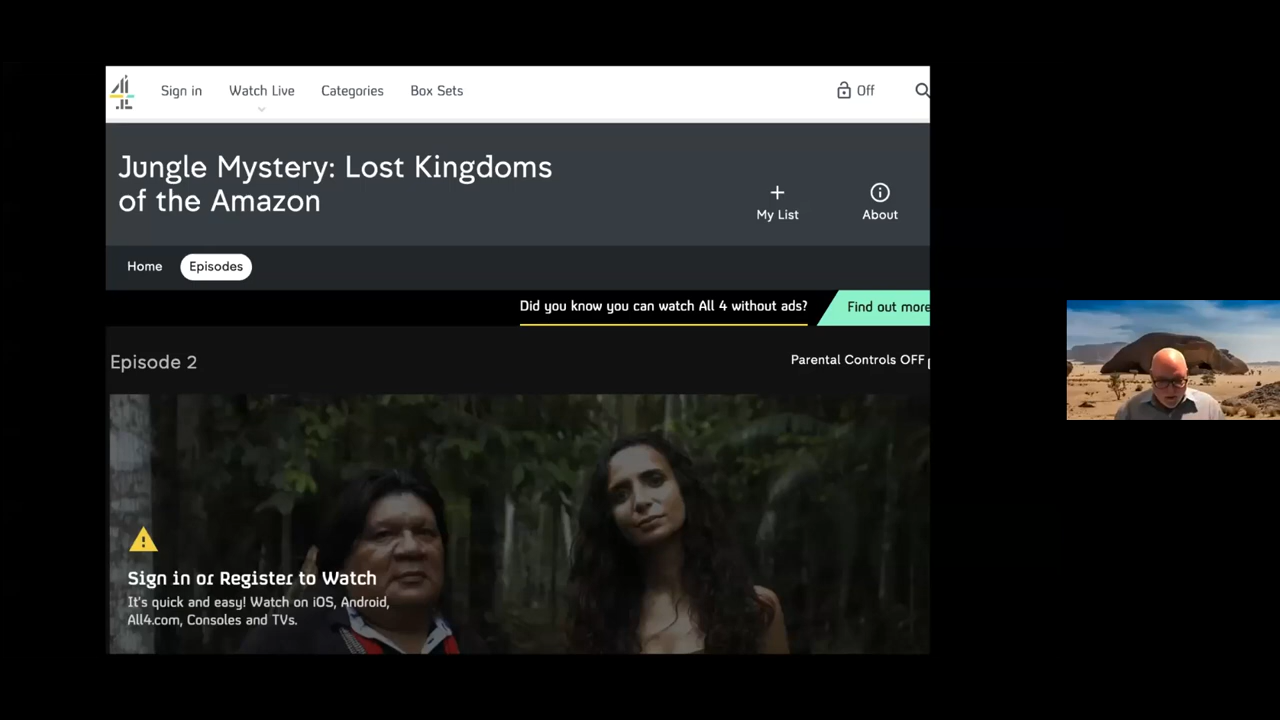 Sign in Watch Live Categories Box Sets Off
Jungle Mystery: Lost Kingdoms
of the Amazon
My List About
Home Episodes
Did you know you can watch All 4 without ads? Find out more
Episode 2 Parental Controls OFF
Sign in or Register to Watch
It's quick and easy! Watch on iOS, Android,
All4.com, Consoles and TVs.